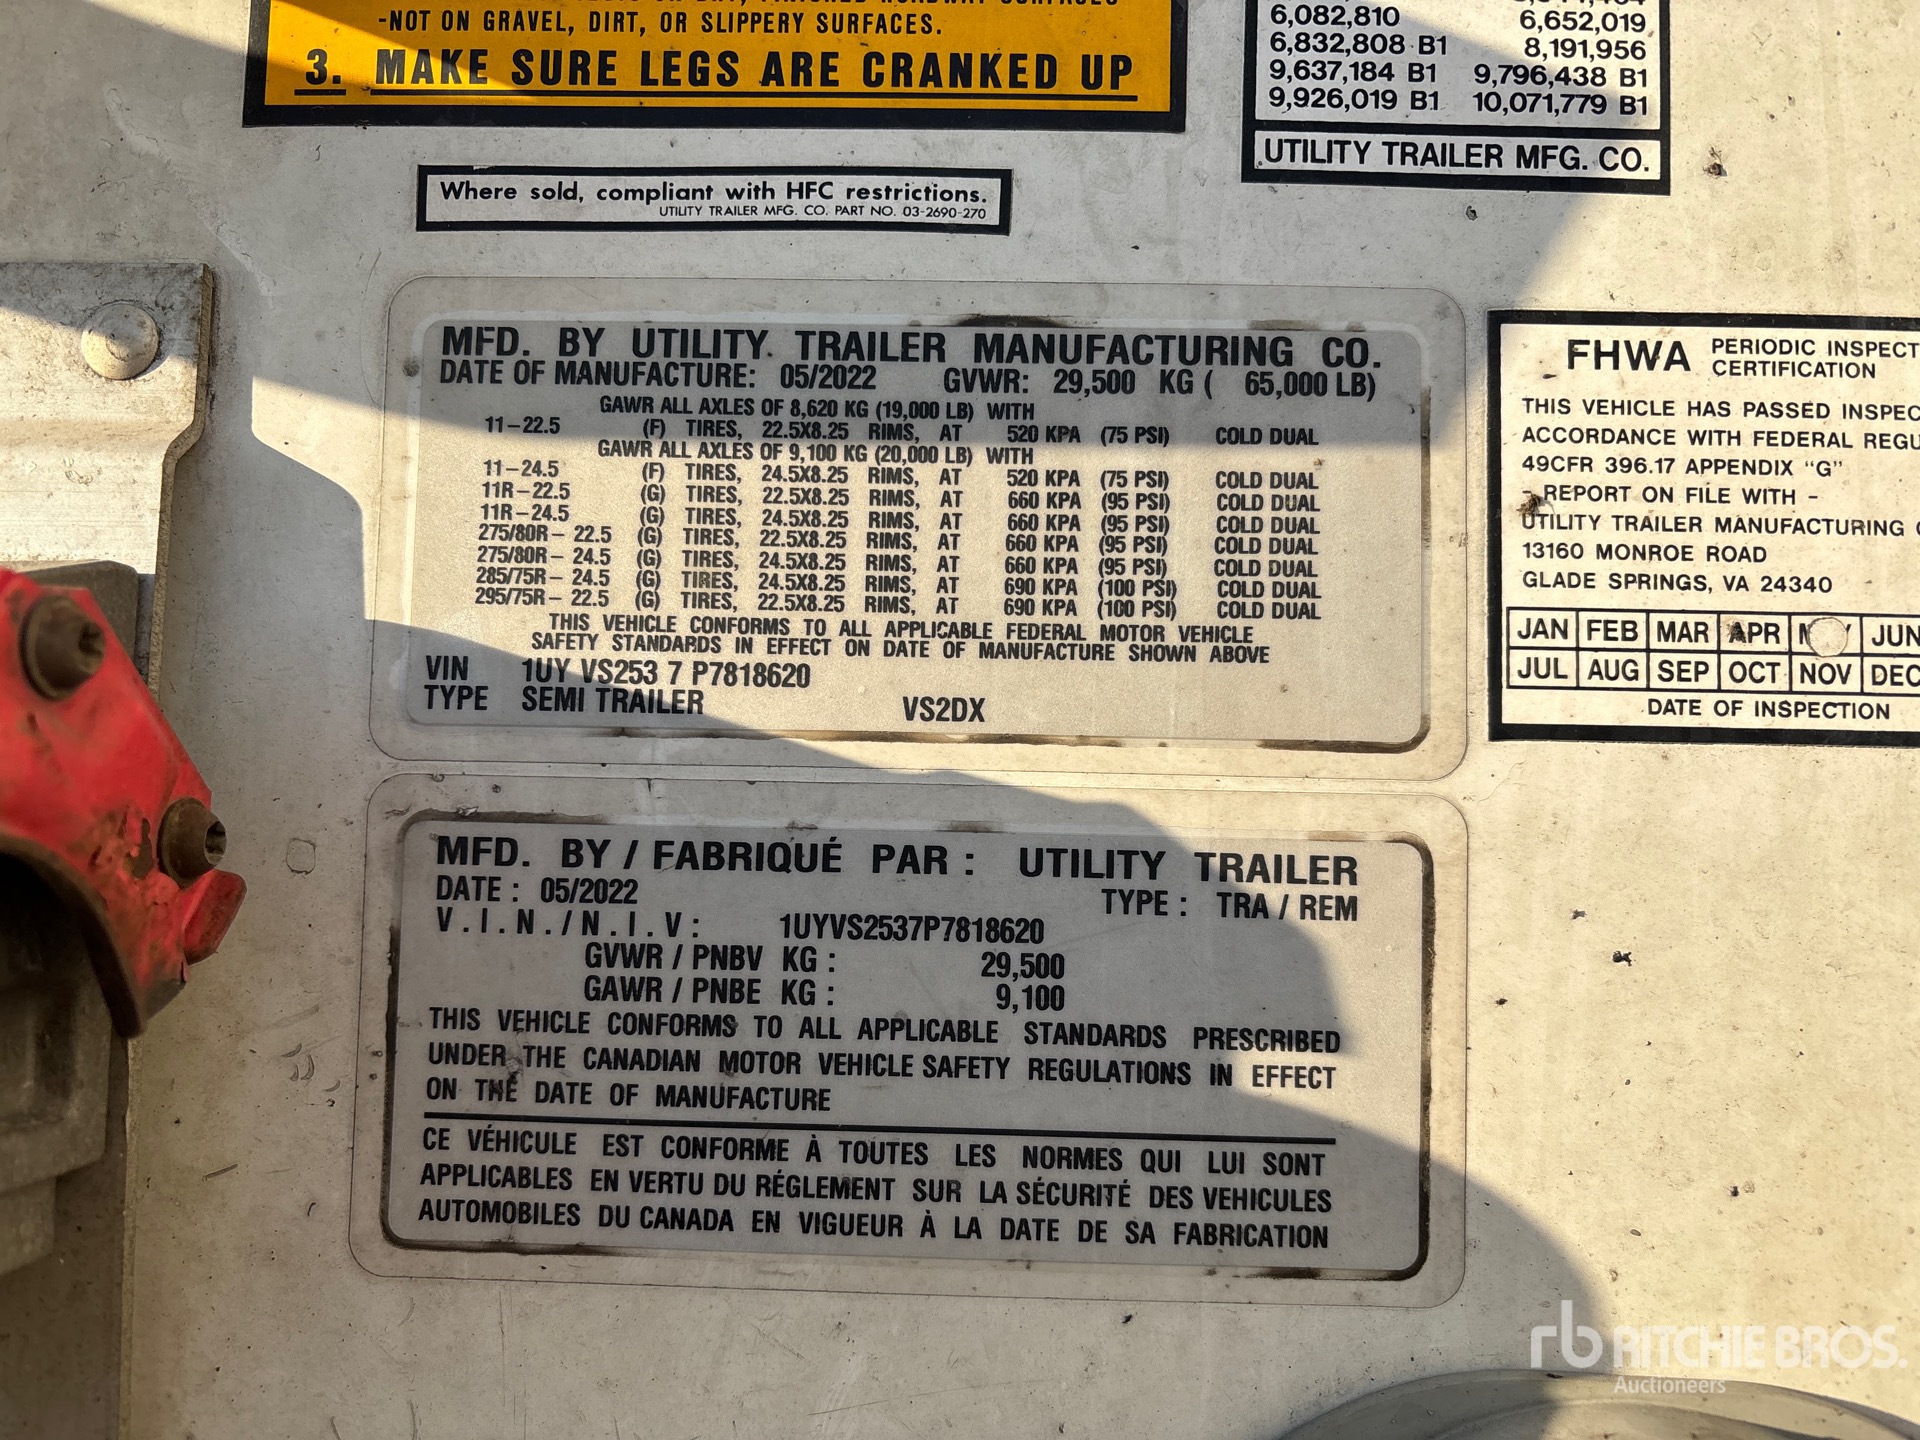 -NOT ON GRAVEL, DIRT, OR SLIPPERY SURFACES.
3. MAKE SURE LEGS ARE CRANKED UP
6,082,810 6,652,019
6,832,808 B1 8,191,956
9,637,184 B1 9,796,438 B1
9,926,019 B1 10,071,779 B1
UTILITY TRAILER MFG. CO.
Where sold, compliant with HFC restrictions.
UTILITY TRAILER MFG. CO. PART NO. 03-2690-270
MFD. BY UTILITY TRAILER MANUFACTURING CO.
DATE OF MANUFACTURE: 05/2022 GVWR: 29,500 KG ( 65,000 LB)
GAWR ALL AXLES OF 8,620 KG (19,000 LB) WITH
11-22.5 (F) TIRES, 22.5X8.25 RIMS, AT 520 KPA (75 PSI) COLD DUAL
GAWR ALL AXLES OF 9,100 KG (20,000 LB) WITH
11-24.5 (F) TIRES, 24.5X8.25 RIMS, AT 520 KPA (75 PSI) COLD DUAL
11R-22.5 (G) TIRES, 22.5X8.25 RIMS, AT 660 KPA (95 PSI) COLD DUAL
11R-24.5 (G) TIRES, 24.5X8.25 RIMS, AT 660 KPA (95 PSI) COLD DUAL
275/80R- 22.5 (G) TIRES, 22.5X8.25 RIMS, AT 660 KPA (95 PSI) COLD DUAL
275/80R- 24.5 (G) TIRES, 24.5X8.25 RIMS, AT 660 KPA (95 PSI) COLD DUAL
285/75R- 24.5 (G) TIRES, 24.5X8.25 RIMS, AT 690 KPA (100 PSI) COLD DUAL
295/75R- 22.5 (G) TIRES, 22.5X8.25 RIMS, AT 690 KPA (100 PSI) COLD DUAL
THIS VEHICLE CONFORMS TO ALL APPLICABLE FEDERAL MOTOR VEHICLE
SAFETY STANDARDS IN EFFECT ON DATE OF MANUFACTURE SHOWN ABOVE
VIN 1UY VS253 7 P7818620
TYPE SEMI TRAILER VS2DX
FHWA PERIODIC INSPECT
CERTIFICATION
THIS VEHICLE HAS PASSED INSPEC
ACCORDANCE WITH FEDERAL REGU
49CFR 396.17 APPENDIX "G"
- REPORT ON FILE WITH -
UTILITY TRAILER MANUFACTURING
13160 MONROE ROAD
GLADE SPRINGS, VA 24340
JAN FEB MAR APR JUN
JUL AUG SEP OCT NOV DEC
DATE OF INSPECTION
MFD. BY / FABRIQUÉ PAR : UTILITY TRAILER
DATE : 05/2022 TYPE : TRA / REM
V.I.N./N.I.V: 1UYVS2537P7818620
GVWR / PNBV KG : 29,500
GAWR / PNBE KG : 9,100
THIS VEHICLE CONFORMS TO ALL APPLICABLE STANDARDS PRESCRIBED
UNDER THE CANADIAN MOTOR VEHICLE SAFETY REGULATIONS IN EFFECT
ON THE DATE OF MANUFACTURE
CE VÉHICULE EST CONFORME À TOUTES LES NORMES QUI LUI SONT
APPLICABLES EN VERTU DU RÉGLEMENT SUR LA SÉCURITÉ DES VEHICULES
AUTOMOBILES DU CANADA EN VIGUEUR À LA DATE DE SA FABRICATION
rb RITCHIE BROS.
Auctioneers